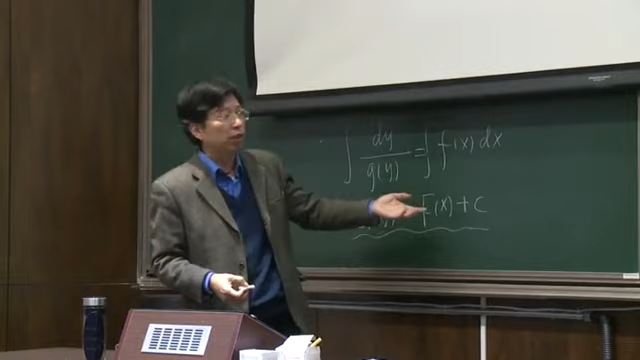 ∫ dy/g(y) = ∫ f(x) dx
F(x) + C